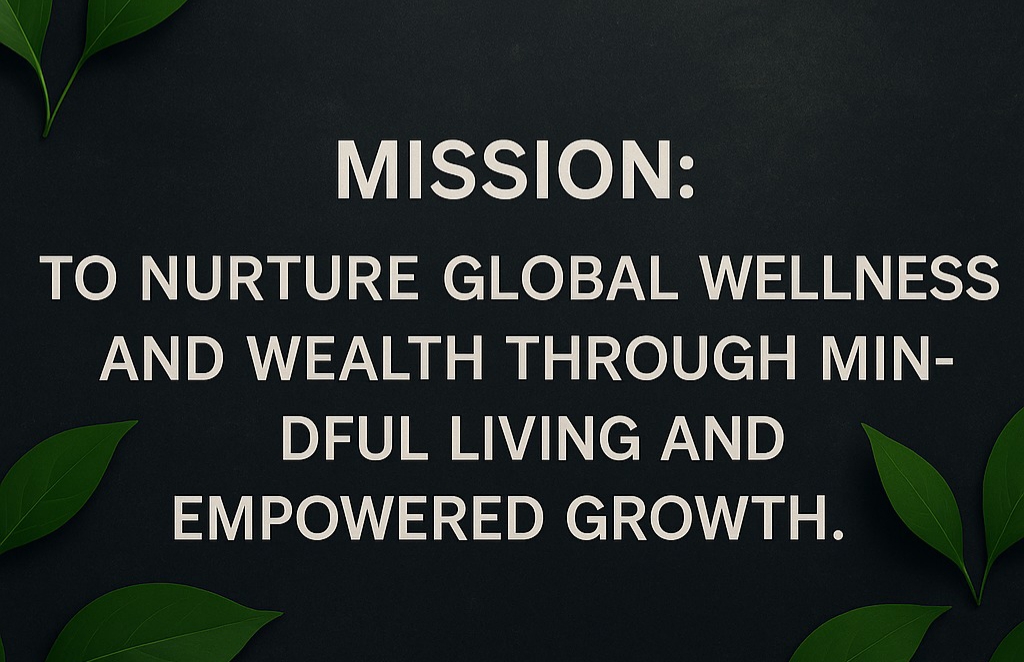 MISSION:
TO NURTURE GLOBAL WELLNESS
AND WEALTH THROUGH MIN-
DFUL LIVING AND
EMPOWERED GROWTH.